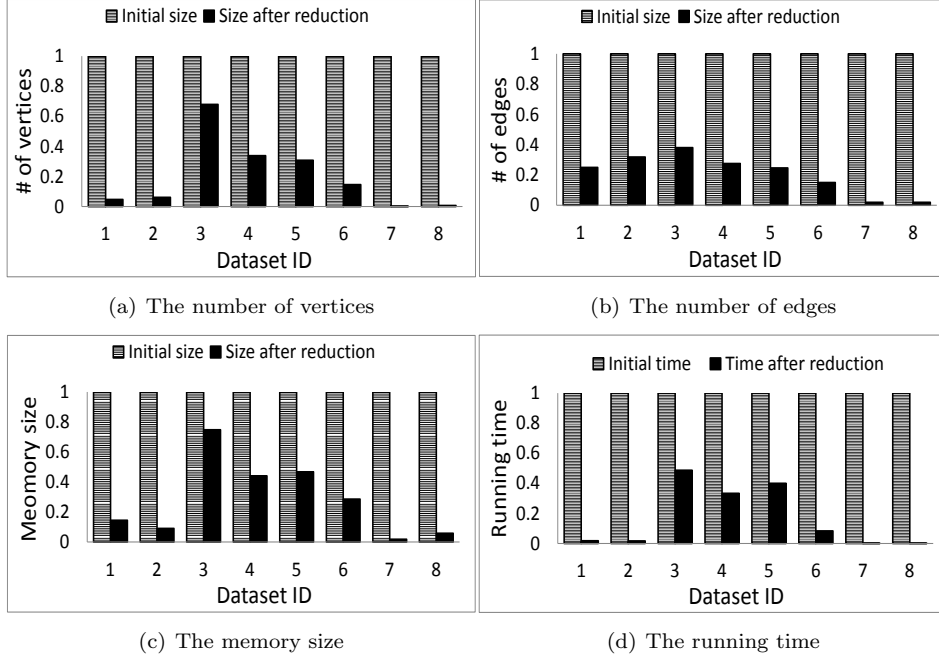 Initial size Size after reduction
# of vertices
1
0.8
0.6
0.4
0.2
0
1 2 3 4 5 6 7 8
Dataset ID
(a) The number of vertices
Initial size Size after reduction
# of edges
1
0.8
0.6
0.4
0.2
0
1 2 3 4 5 6 7 8
Dataset ID
(b) The number of edges
Initial size Size after reduction
Meomory size
1
0.8
0.6
0.4
0.2
0
1 2 3 4 5 6 7 8
Dataset ID
(c) The memory size
Initial time Time after reduction
Running time
1
0.8
0.6
0.4
0.2
0
1 2 3 4 5 6 7 8
Dataset ID
(d) The running time